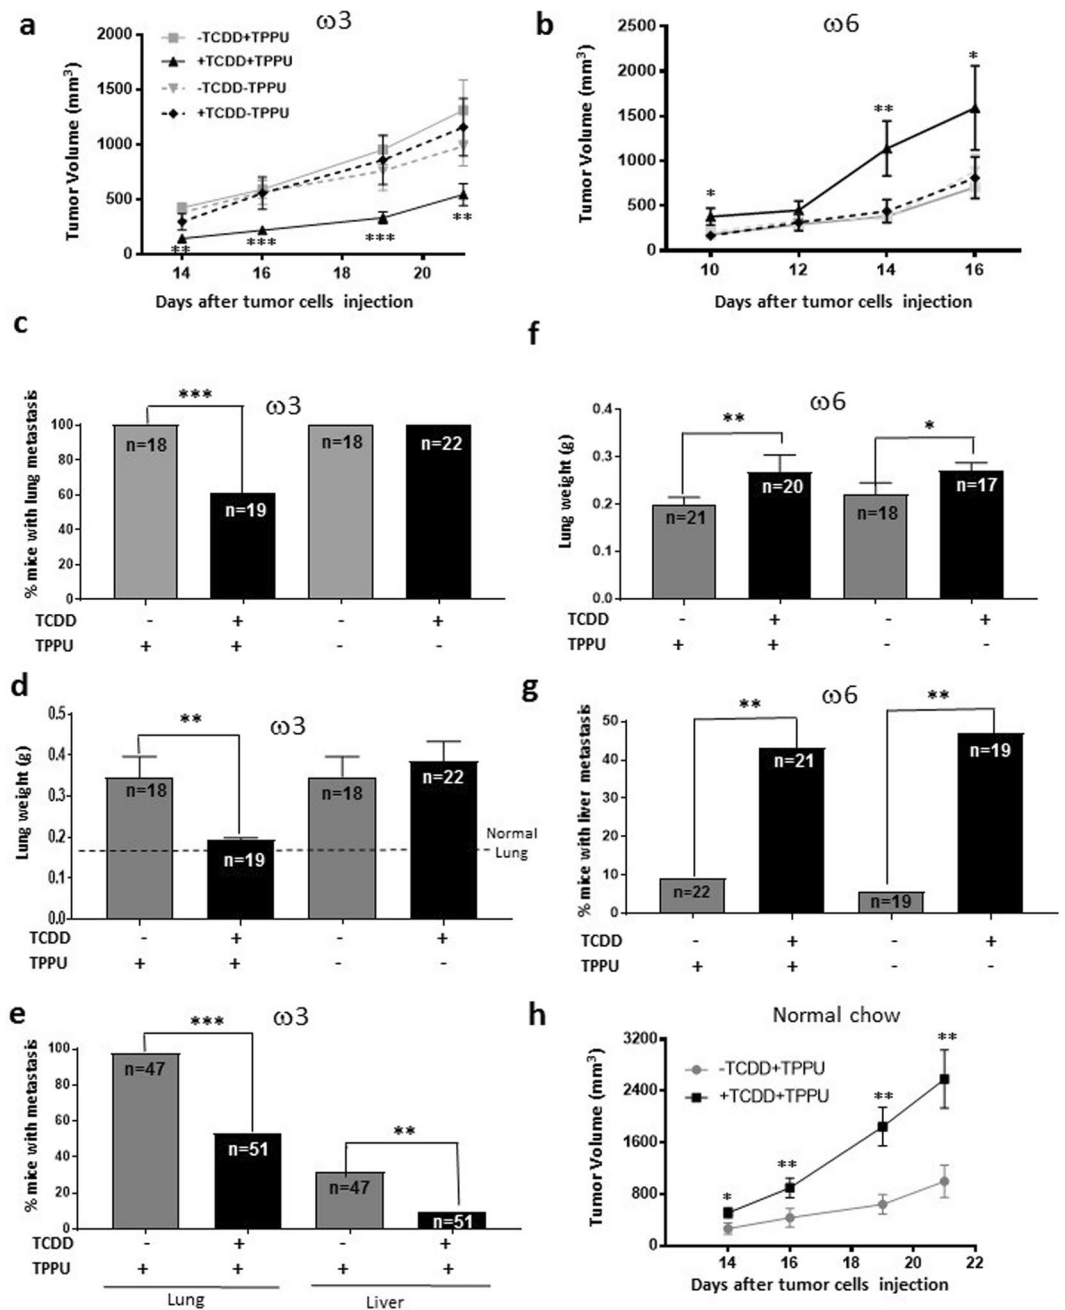 a
ω3
Tumor Volume (mm³)
2000
1500
1000
500
0
-TCDD+TPPU
+TCDD+TPPU
-TCDD-TPPU
+TCDD-TPPU
** *** *** **
14 16 18 20
Days after tumor cells injection
b
ω6
Tumor Volume (mm³)
2500
2000
1500
1000
500
0
* ** *
10 12 14 16
Days after tumor cells injection
c
ω3
% mice with lung metastasis
100
80
60
40
20
0
***
n=18 n=19 n=18 n=22
TCDD - + - +
TPPU + + - -
f
ω6
Lung weight (g)
0.4
0.3
0.2
0.1
0.0
** *
n=21 n=20 n=18 n=17
TCDD - + - +
TPPU + + - -
d
ω3
Lung weight (g)
0.5
0.4
0.3
0.2
0.1
0.0
**
n=18 n=19 n=18 n=22
Normal
Lung
TCDD - + - +
TPPU + + - -
g
ω6
% mice with liver metastasis
50
40
30
20
10
0
** **
n=22 n=21 n=19 n=19
TCDD - + - +
TPPU + + - -
e
ω3
% mice with metastasis
100
80
60
40
20
0
*** **
n=47 n=51 n=47 n=51
TCDD - + - +
TPPU + + + +
Lung Liver
h
Normal chow
Tumor Volume (mm³)
3200
2400
1600
800
0
-TCDD+TPPU
+TCDD+TPPU
* ** ** **
14 16 18 20 22
Days after tumor cells injection